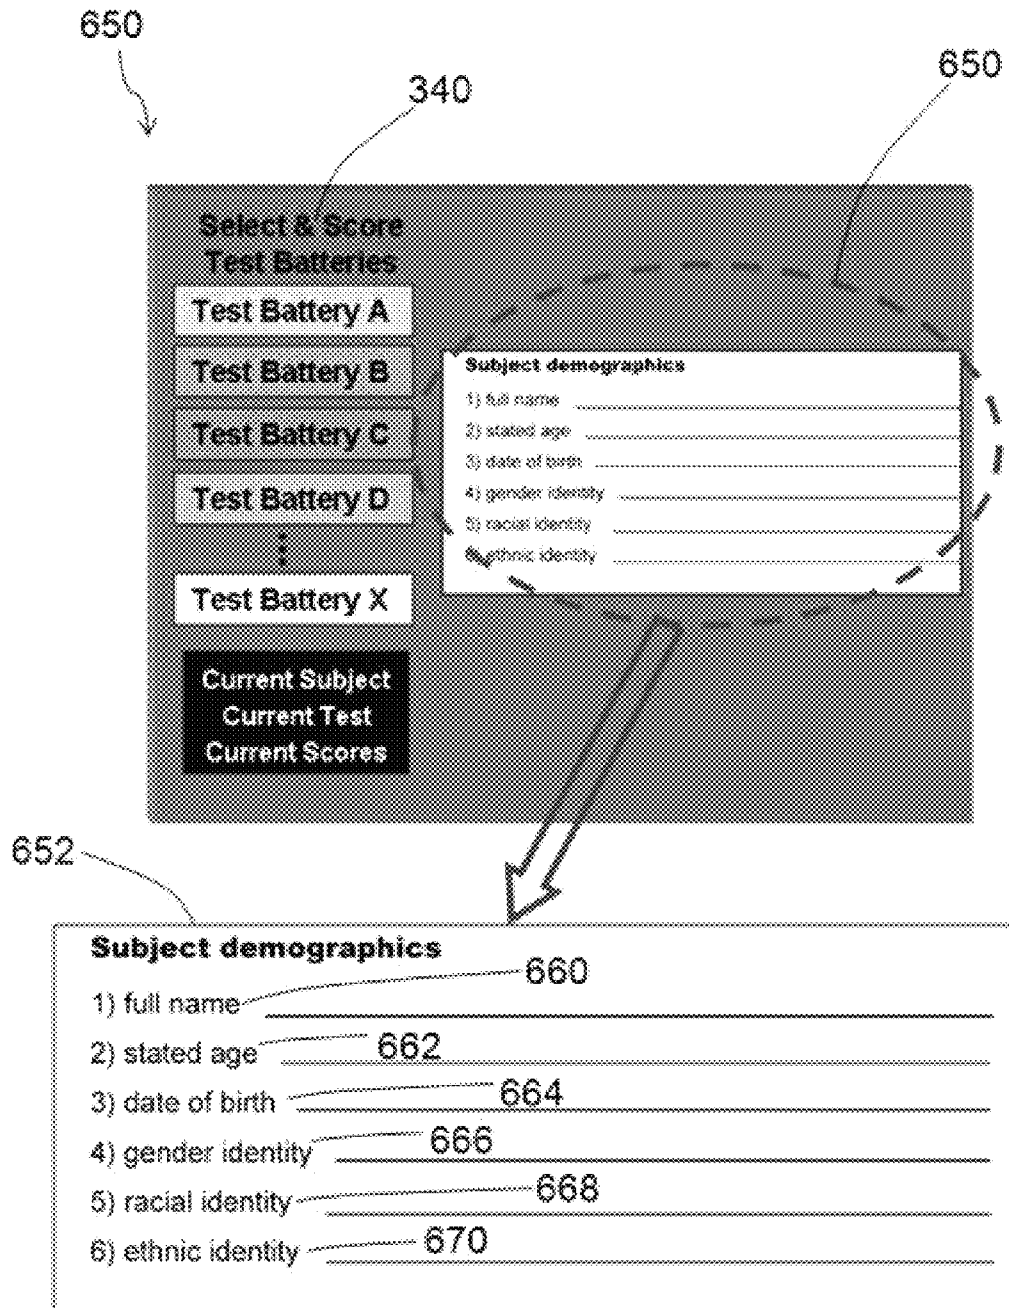 650
650
340
Select & Score
Test Batteries
Test Battery A
Test Battery B
Test Battery C
Test Battery D
Test Battery X
Current Subject
Current Test
Current Scores
Subject demographics
1) full name
2) stated age
3) date of birth
4) gender identity
5) racial identity
6) ethnic identity
652
Subject demographics
1) full name 660
2) stated age 662
3) date of birth 664
4) gender identity 666
5) racial identity 668
6) ethnic identity 670